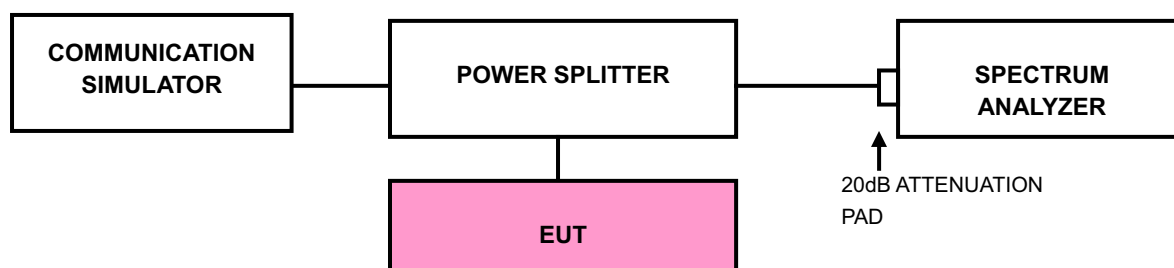 COMMUNICATION
SIMULATOR
POWER SPLITTER
SPECTRUM
ANALYZER
20dB ATTENUATION
PAD
EUT